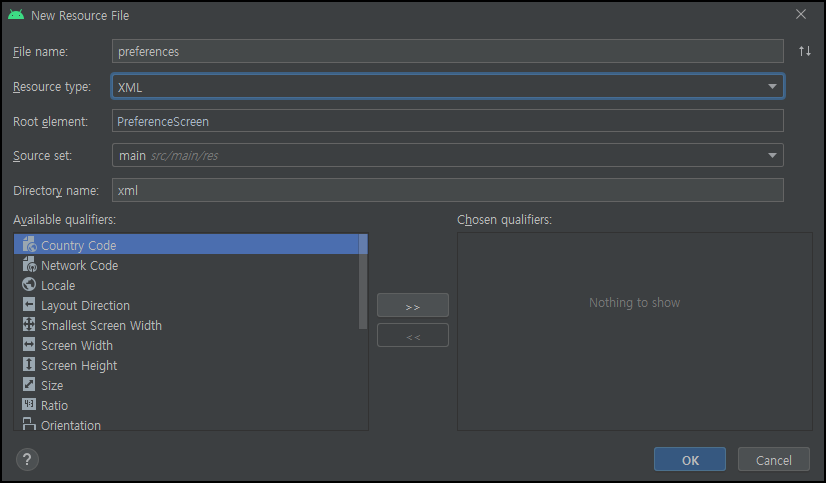 New Resource File
File name: preferences
Resource type: XML
Root element: PreferenceScreen
Source set: main src/main/res
Directory name: xml
Available qualifiers:
Chosen qualifiers:
Country Code
Network Code
Locale
Layout Direction
Smallest Screen Width
Screen Width
Screen Height
Size
4:3 Ratio
Orientation
>>
<<
Nothing to show
?
OK
Cancel